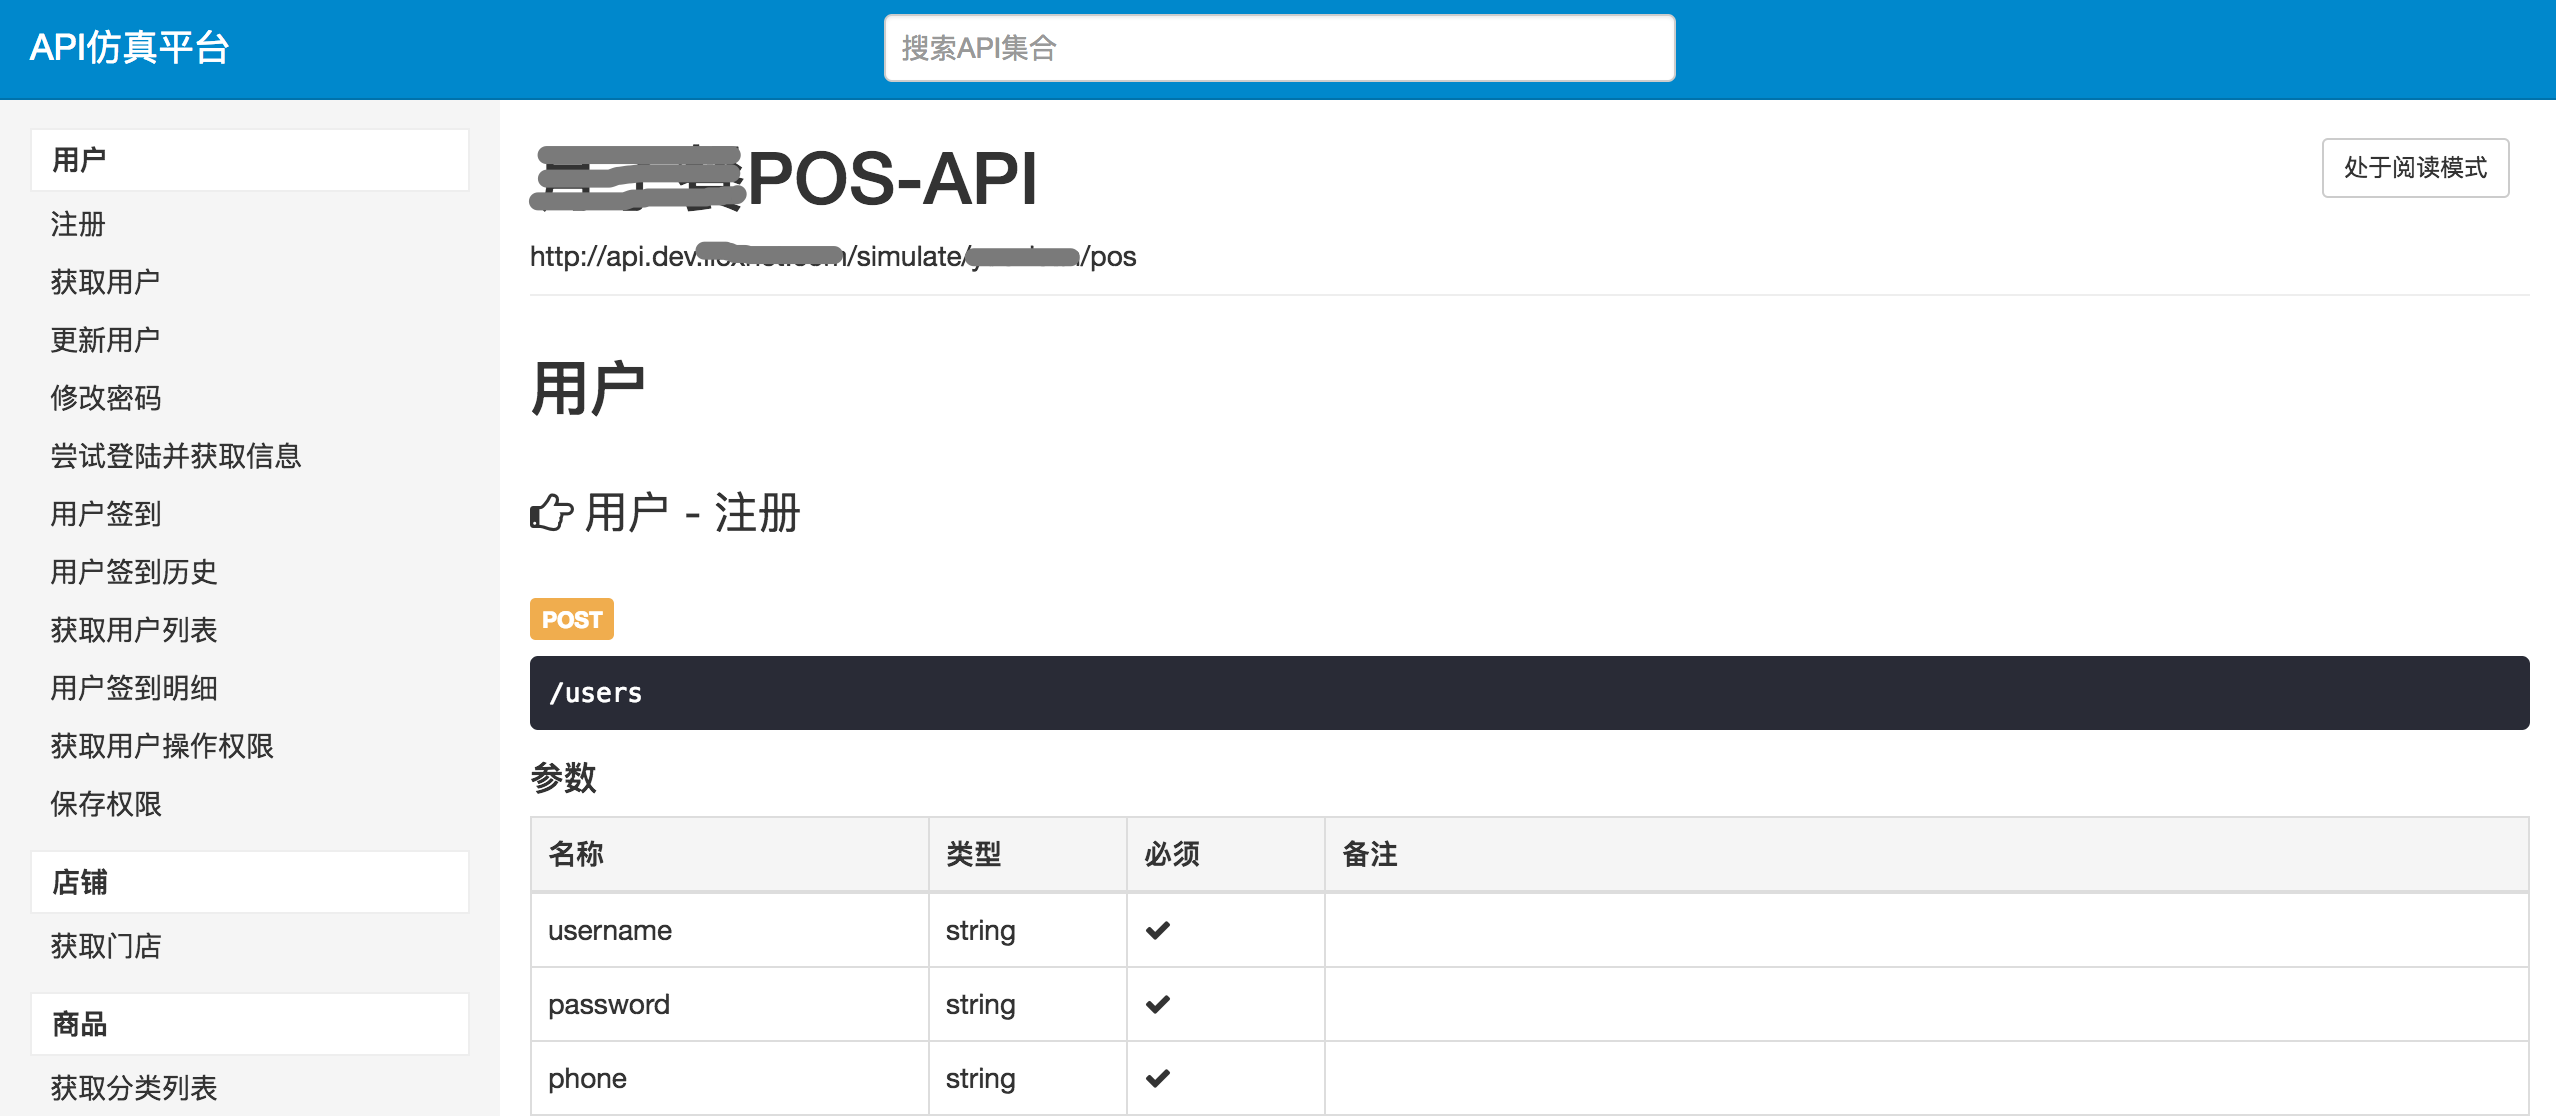 API仿真平台
搜索API集合
用户
注册
获取用户
更新用户
修改密码
尝试登陆并获取信息
用户签到
用户签到历史
获取用户列表
用户签到明细
获取用户操作权限
保存权限
店铺
获取门店
商品
获取分类列表
POS-API
处于阅读模式
http://api.dev. /simulate/ /pos
用户
用户 - 注册
POST
/users
参数
名称 类型 必须 备注
username string
password string
phone string